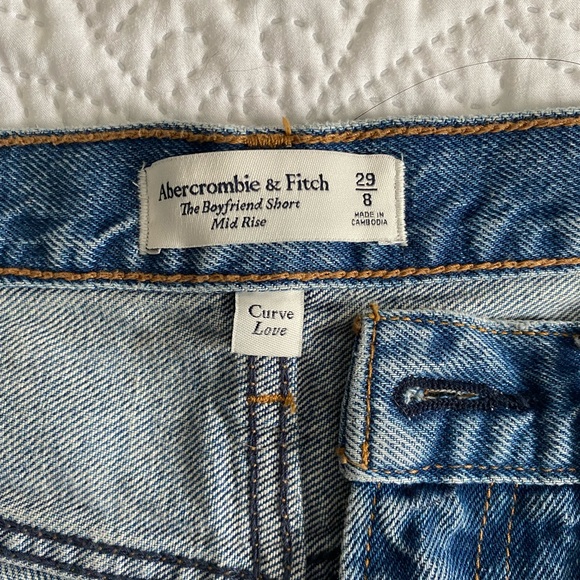 Abercrombie & Fitch
The Boyfriend Short
Mid Rise
29
8
MADE IN
CAMBODIA
Curve
Love